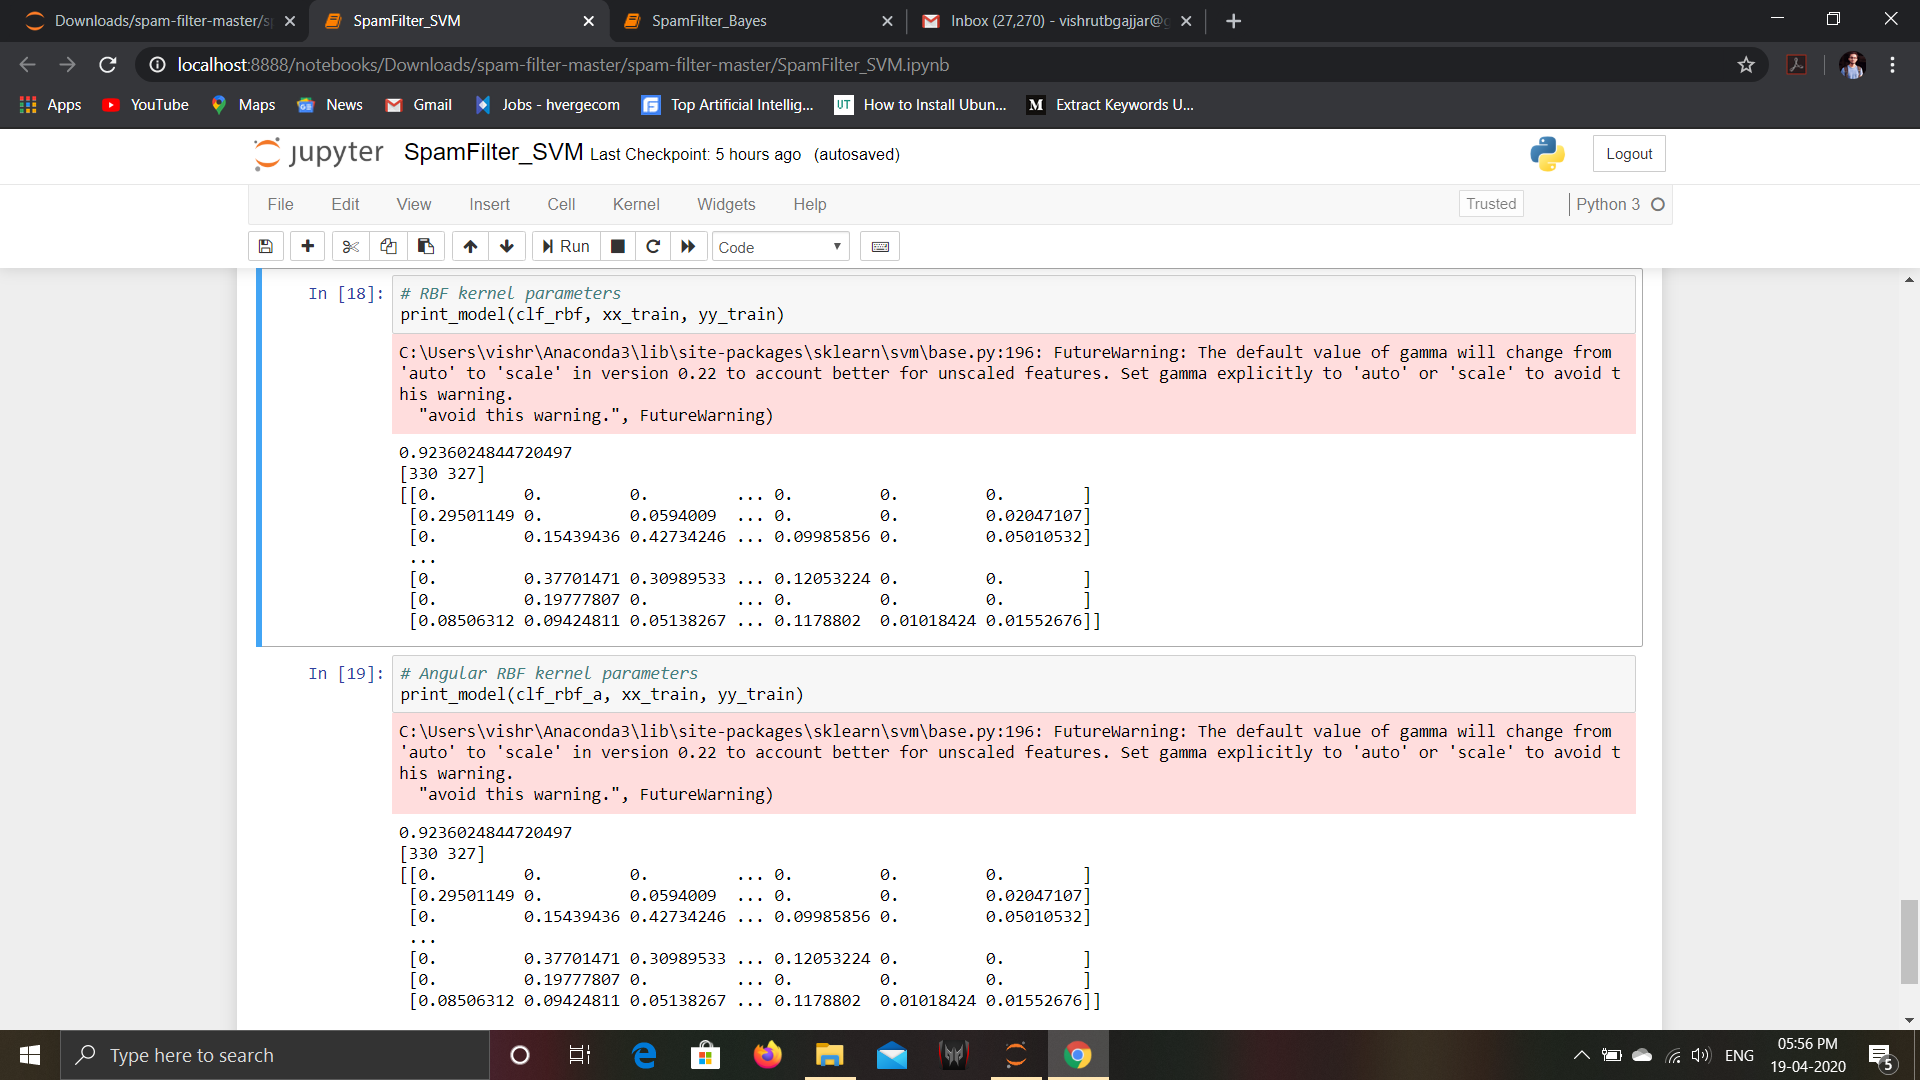 Downloads/spam-filter-master/sp
SpamFilter_SVM
SpamFilter_Bayes
Inbox (27,270) - vishrutbgajjar@g
localhost:8888/notebooks/Downloads/spam-filter-master/spam-filter-master/SpamFilter_SVM.ipynb
Apps
YouTube
Maps
News
Gmail
Jobs - hvergecom
Top Artificial Intellig...
UT
How to Install Ubun...
M
Extract Keywords U...
jupyter
SpamFilter_SVM Last Checkpoint: 5 hours ago (autosaved)
Logout
File Edit View Insert Cell Kernel Widgets Help
Trusted
Python 3
Run
Code
In [18]:
# RBF kernel parameters
print_model(clf_rbf, xx_train, yy_train)
C:\Users\vishr\Anaconda3\lib\site-packages\sklearn\svm\base.py:196: FutureWarning: The default value of gamma will change from
'auto' to 'scale' in version 0.22 to account better for unscaled features. Set gamma explicitly to 'auto' or 'scale' to avoid t
his warning.
"avoid this warning.", FutureWarning)
0.9236024844720497
[330 327]
[[0. 0. 0. ... 0. 0. 0. ]
[0.29501149 0. 0.0594009 ... 0. 0. 0.02047107]
[0. 0.15439436 0.42734246 ... 0.09985856 0. 0.05010532]
...
[0. 0.37701471 0.30989533 ... 0.12053224 0. 0. ]
[0. 0.19777807 0. ... 0. 0. 0. ]
[0.08506312 0.09424811 0.05138267 ... 0.1178802 0.01018424 0.01552676]]
In [19]:
# Angular RBF kernel parameters
print_model(clf_rbf_a, xx_train, yy_train)
C:\Users\vishr\Anaconda3\lib\site-packages\sklearn\svm\base.py:196: FutureWarning: The default value of gamma will change from
'auto' to 'scale' in version 0.22 to account better for unscaled features. Set gamma explicitly to 'auto' or 'scale' to avoid t
his warning.
"avoid this warning.", FutureWarning)
0.9236024844720497
[330 327]
[[0. 0. 0. ... 0. 0. 0. ]
[0.29501149 0. 0.0594009 ... 0. 0. 0.02047107]
[0. 0.15439436 0.42734246 ... 0.09985856 0. 0.05010532]
...
[0. 0.37701471 0.30989533 ... 0.12053224 0. 0. ]
[0. 0.19777807 0. ... 0. 0. 0. ]
[0.08506312 0.09424811 0.05138267 ... 0.1178802 0.01018424 0.01552676]]
Type here to search
ENG
05:56 PM
19-04-2020
5